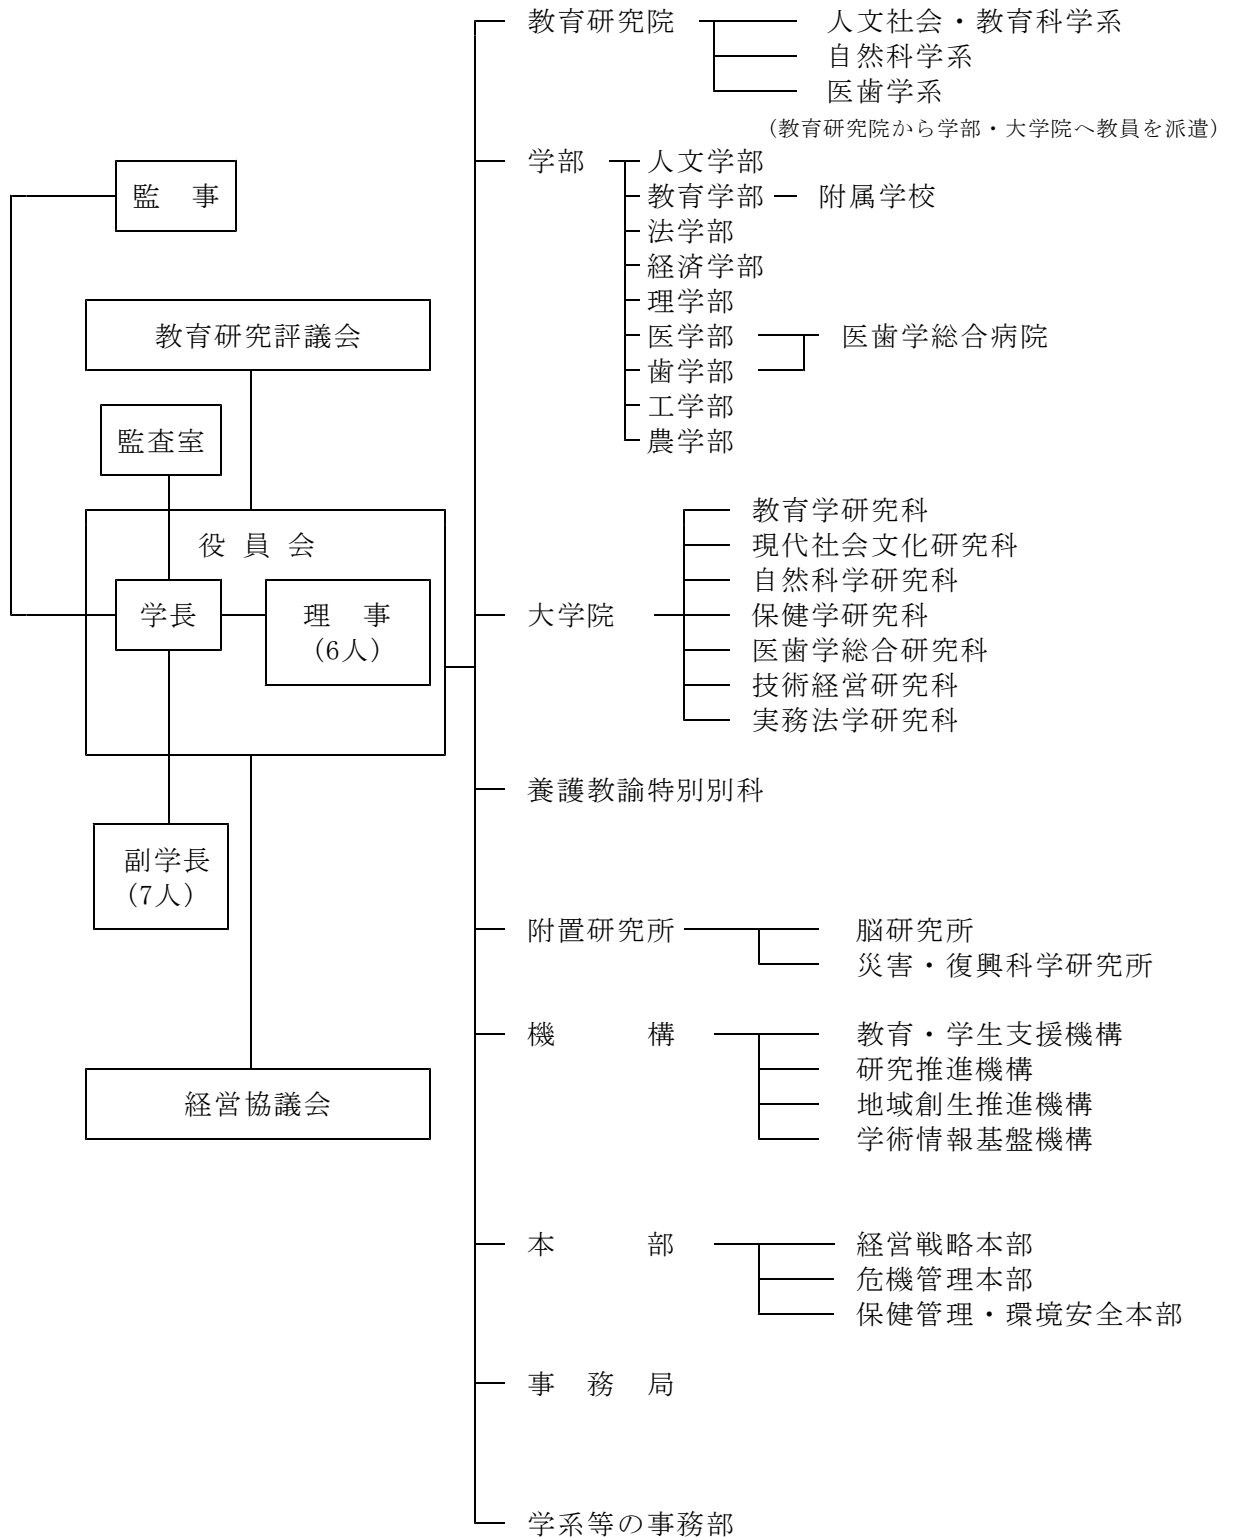 監　事
教育研究評議会
監査室
役 員 会
学長
理　事
(6人)
副学長
(7人)
経営協議会
教育研究院
人文社会・教育科学系
自然科学系
医歯学系
(教育研究院から学部・大学院へ教員を派遣)
学部
人文学部
教育学部
附属学校
法学部
経済学部
理学部
医学部
医歯学総合病院
歯学部
工学部
農学部
大学院
教育学研究科
現代社会文化研究科
自然科学研究科
保健学研究科
医歯学総合研究科
技術経営研究科
実務法学研究科
養護教諭特別別科
附置研究所
脳研究所
災害・復興科学研究所
機　　　構
教育・学生支援機構
研究推進機構
地域創生推進機構
学術情報基盤機構
本　　　部
経営戦略本部
危機管理本部
保健管理・環境安全本部
事　務　局
学系等の事務部